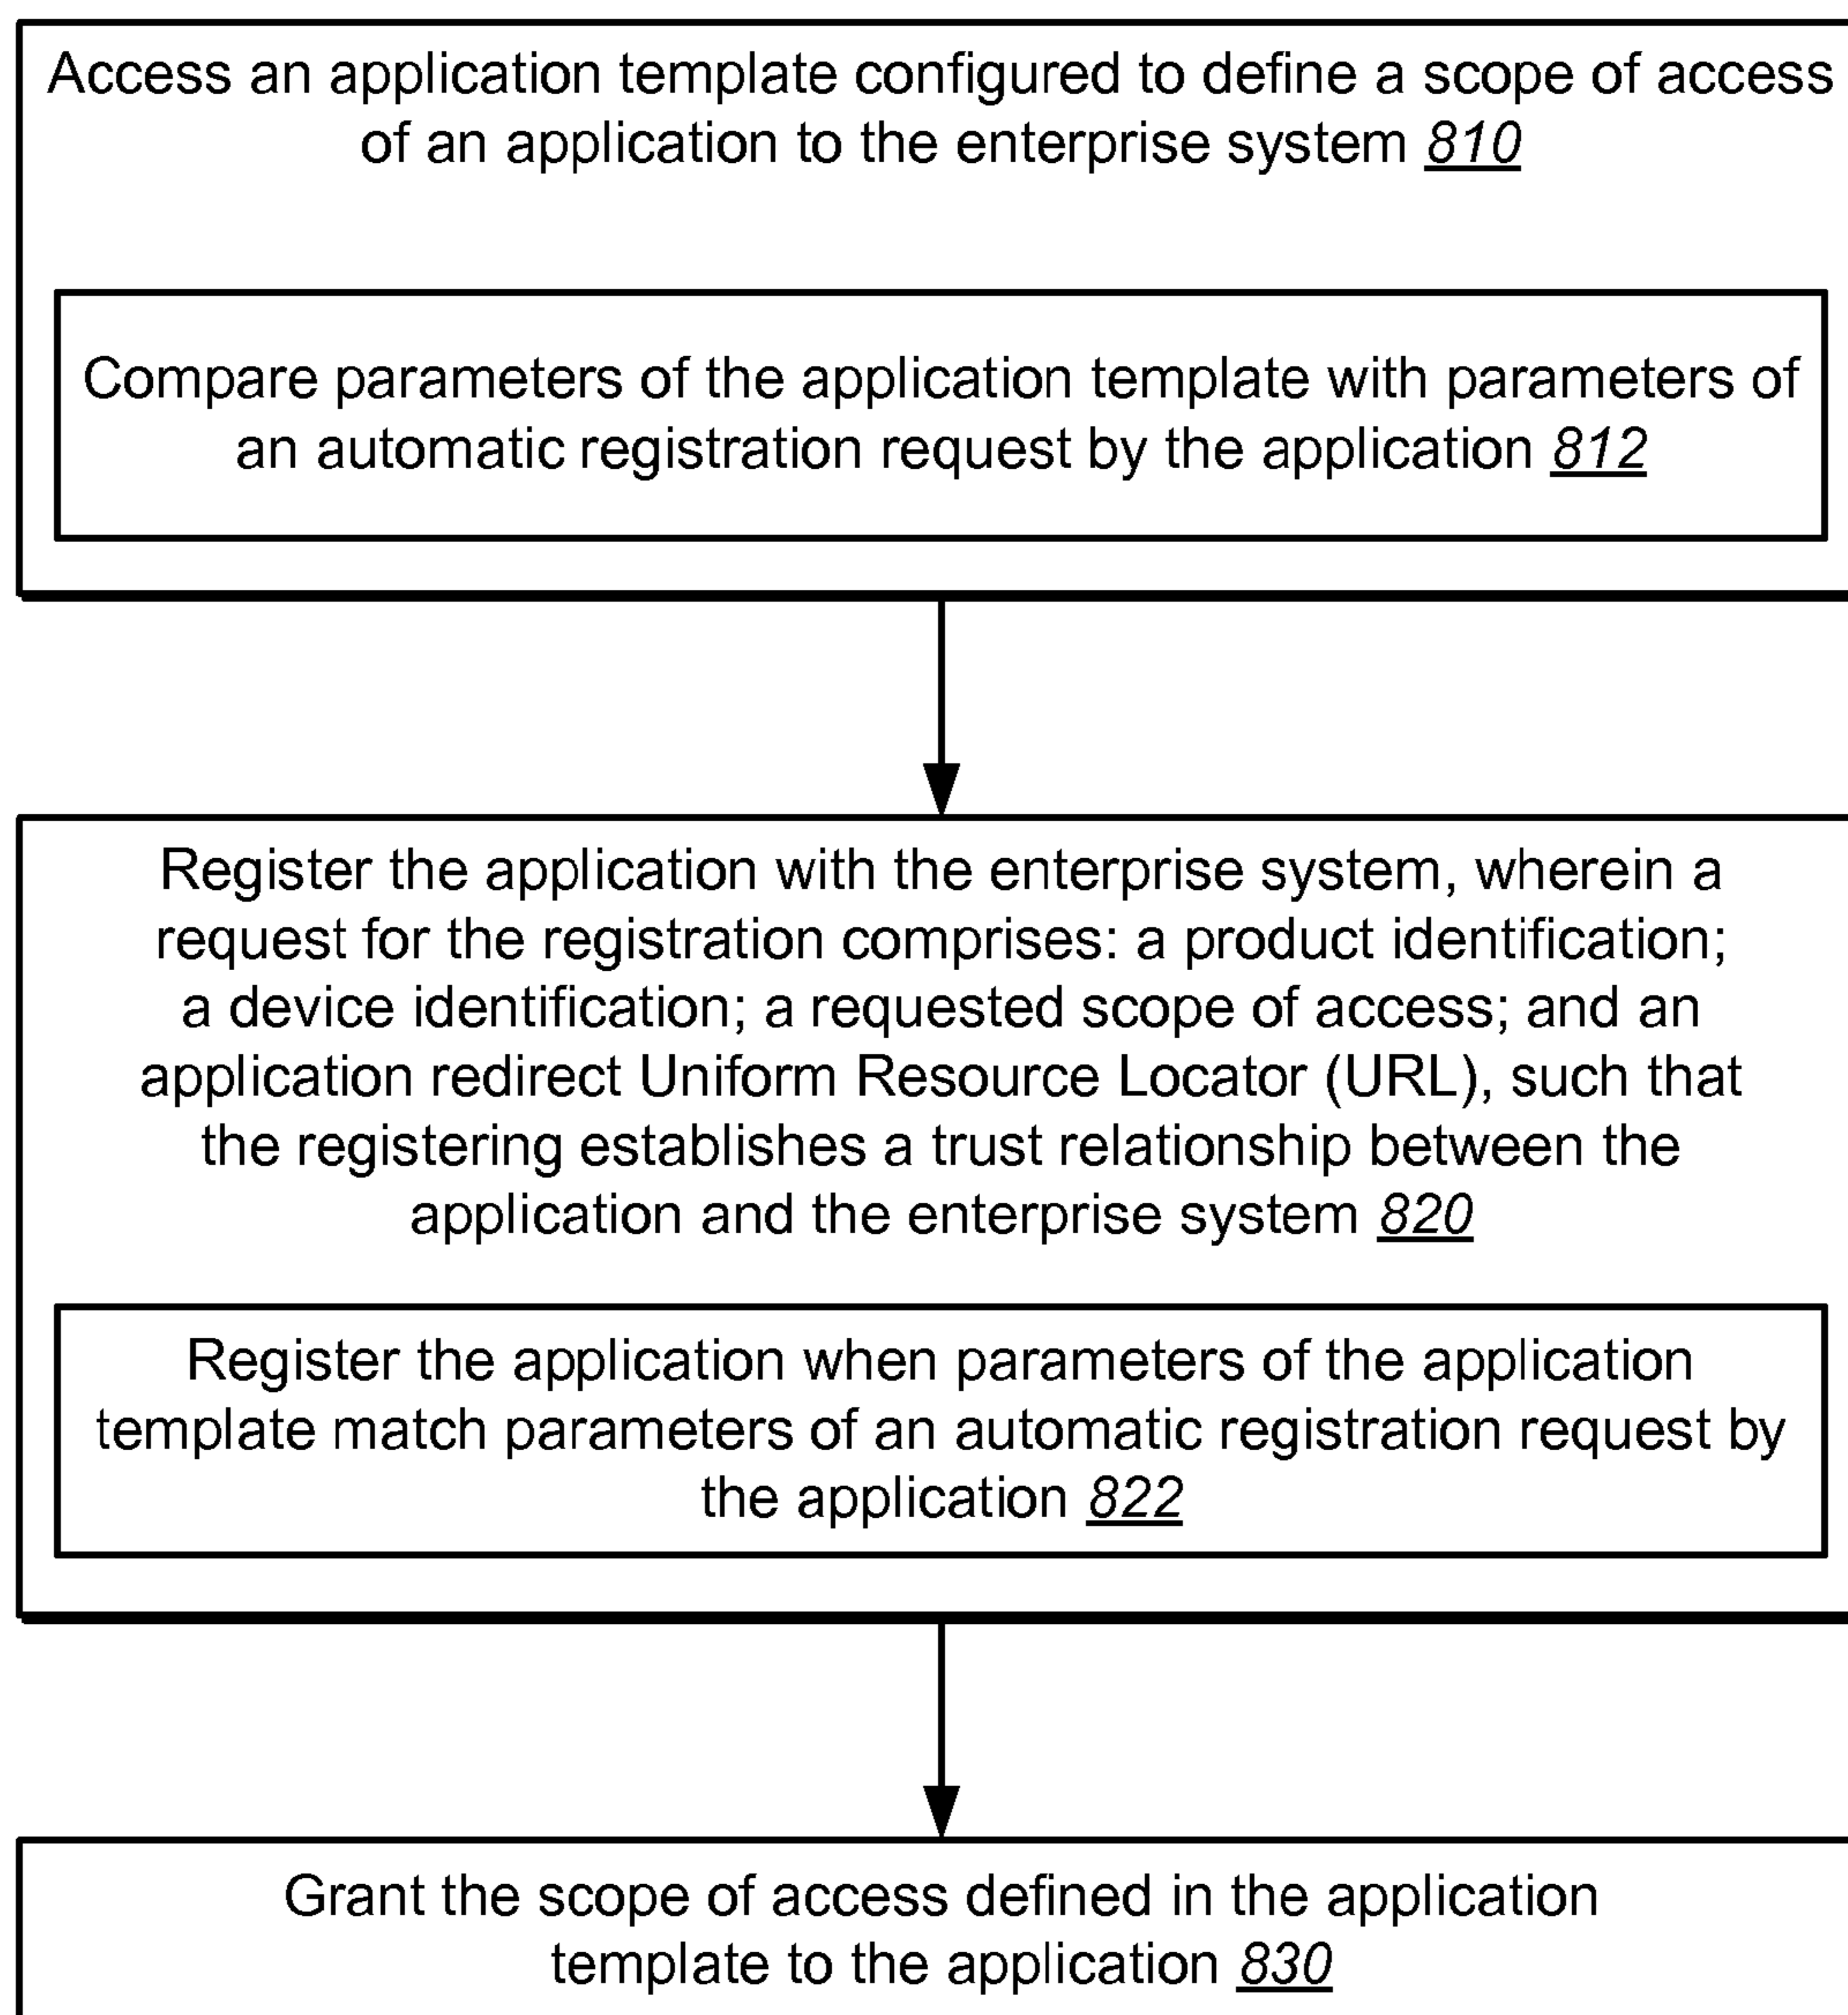 Access an application template configured to define a scope of access
of an application to the enterprise system 810
Compare parameters of the application template with parameters of
an automatic registration request by the application 812
Register the application with the enterprise system, wherein a
request for the registration comprises: a product identification;
a device identification; a requested scope of access; and an
application redirect Uniform Resource Locator (URL), such that
the registering establishes a trust relationship between the
application and the enterprise system 820
Register the application when parameters of the application
template match parameters of an automatic registration request by
the application 822
Grant the scope of access defined in the application
template to the application 830